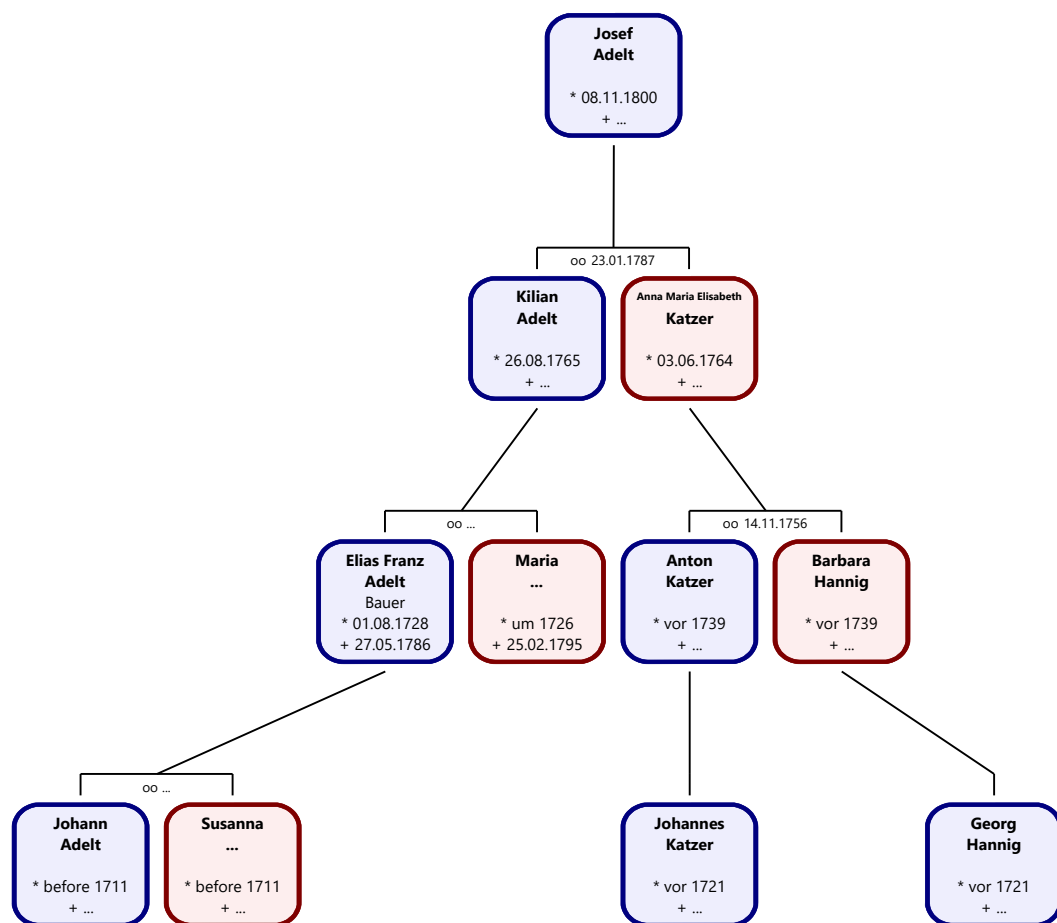 Josef
Adelt
* 08.11.1800
+ ...
oo 23.01.1787
Kilian
Adelt
* 26.08.1765
+ ...
Anna Maria Elisabeth
Katzer
* 03.06.1764
+ ...
oo ...
oo 14.11.1756
Elias Franz
Adelt
Bauer
* 01.08.1728
+ 27.05.1786
Maria
...
* um 1726
+ 25.02.1795
Anton
Katzer
* vor 1739
+ ...
Barbara
Hannig
* vor 1739
+ ...
oo ...
Johann
Adelt
* before 1711
+ ...
Susanna
...
* before 1711
+ ...
Johannes
Katzer
* vor 1721
+ ...
Georg
Hannig
* vor 1721
+ ...